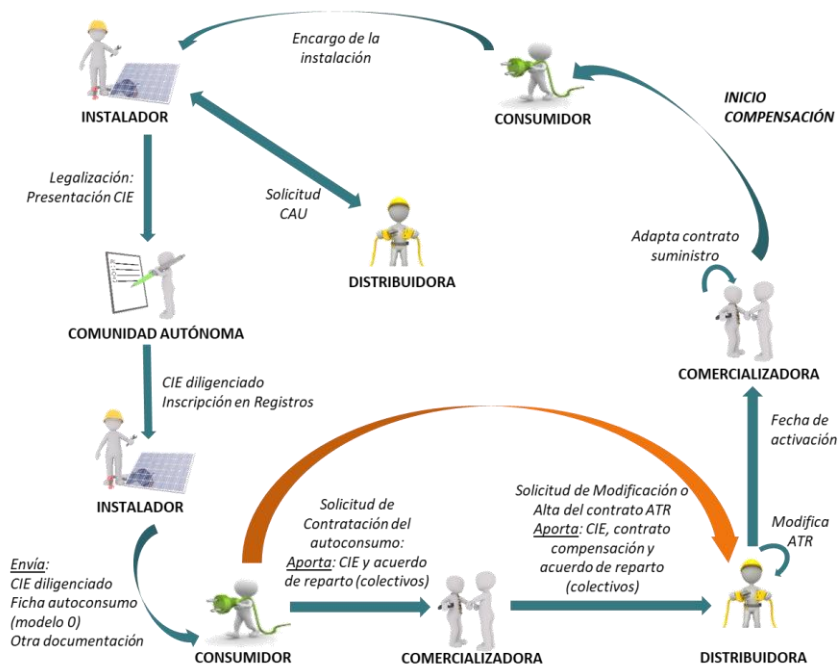 Encargo de la
instalación
INSTALADOR
CONSUMIDOR
INICIO
COMPENSACIÓN
Legalización:
Presentación CIE
Solicitud
CAU
DISTRIBUIDORA
Adapta contrato
suministro
COMUNIDAD AUTÓNOMA
COMERCIALIZADORA
CIE diligenciado
Inscripción en Registros
Fecha de
activación
INSTALADOR
Solicitud de
Contratación del
autoconsumo:
Aporta: CIE y acuerdo
de reparto (colectivos)
Solicitud de Modificación o
Alta del contrato ATR
Aporta: CIE, contrato
compensación y
acuerdo de reparto
(colectivos)
Modifica
ATR
Envía:
CIE diligenciado
Ficha autoconsumo
(modelo 0)
Otra documentación
CONSUMIDOR
COMERCIALIZADORA
DISTRIBUIDORA